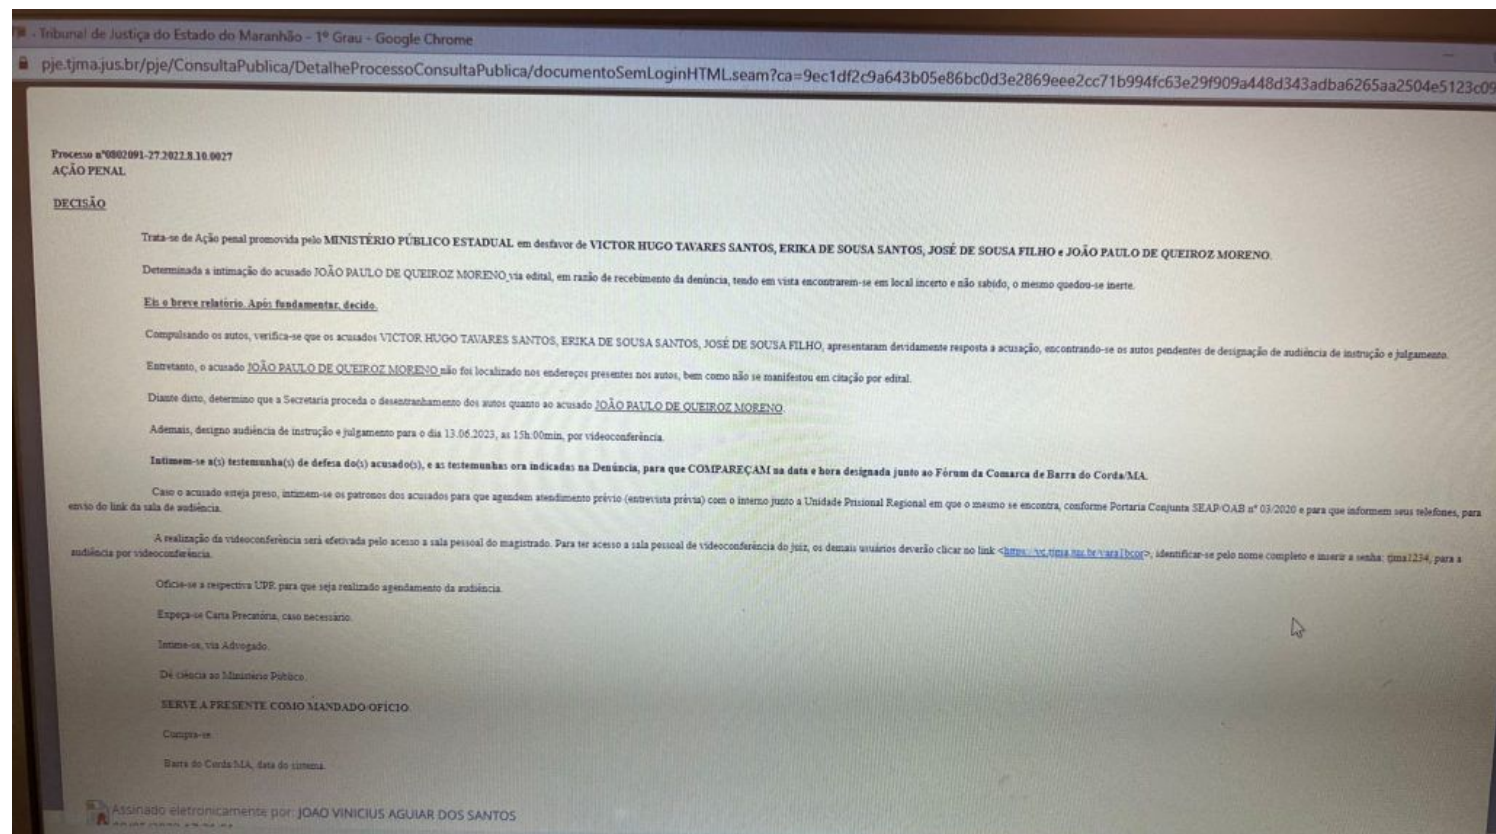 - Tribunal de Justiça do Estado do Maranhão - 1º Grau - Google Chrome
pje.tjma.jus.br/pje/ConsultaPublica/DetalheProcessoConsultaPublica/documentoSemLoginHTML.seam?ca=9ec1df2c9a643b05e86bc0d3e2869eee2cc71b994fc63e29f909a448d343adba6265aa2504e5123c09
Processo nº0802091-27.2022.8.10.0027
AÇÃO PENAL
DECISÃO
Trata-se de Ação penal promovida pelo MINISTÉRIO PÚBLICO ESTADUAL em desfavor de VICTOR HUGO TAVARES SANTOS, ERIKA DE SOUSA SANTOS, JOSÉ DE SOUSA FILHO e JOÃO PAULO DE QUEIROZ MORENO.
Determinada a intimação do acusado JOÃO PAULO DE QUEIROZ MORENO via edital, em razão de recebimento da denúncia, tendo em vista encontrarem-se em local incerto e não sabido, o mesmo quedou-se inerte.
Eis o breve relatório. Após fundamentar, decido.
Compulsando os autos, verifica-se que os acusados VICTOR HUGO TAVARES SANTOS, ERIKA DE SOUSA SANTOS, JOSÉ DE SOUSA FILHO, apresentaram devidamente resposta a acusação, encontrando-se os autos pendentes de designação de audiência de instrução e julgamento.
Entretanto, o acusado JOÃO PAULO DE QUEIROZ MORENO não foi localizado nos endereços presentes nos autos, bem como não se manifestou em citação por edital.
Diante disto, determino que a Secretaria proceda o desentranhamento dos autos quanto ao acusado JOÃO PAULO DE QUEIROZ MORENO.
Ademais, designo audiência de instrução e julgamento para o dia 13.06.2023, as 15h:00min, por videoconferência.
Intimem-se a(s) testemunha(s) de defesa do(s) acusado(s), e as testemunhas ora indicadas na Denúncia, para que COMPAREÇAM na data e hora designada junto ao Fórum da Comarca de Barra do Corda/MA.
Caso o acusado esteja preso, intimem-se os patronos dos acusados para que agendem atendimento prévio (entrevista prévia) com o interno junto a Unidade Prisional Regional em que o mesmo se encontra, conforme Portaria Conjunta SEAP/OAB nº 03/2020 e para que informem seus telefones, para
envio do link da sala de audiência.
A realização da videoconferência será efetivada pelo acesso a sala pessoal do magistrado. Para ter acesso a sala pessoal de videoconferência do juiz, os demais usuários deverão clicar no link <https://vc.tjma.jus.br/vara1bcor>, identificar-se pelo nome completo e inserir a senha: tjma1234, para a
audiência por videoconferência.
Oficie-se a respectiva UPR para que seja realizado agendamento da audiência.
Expeça-se Carta Precatória, caso necessário.
Intime-se, via Advogado.
Dê ciência ao Ministério Público.
SERVE A PRESENTE COMO MANDADO/OFÍCIO.
Cumpra-se.
Barra do Corda/MA, data do sistema.
Assinado eletronicamente por: JOAO VINICIUS AGUIAR DOS SANTOS